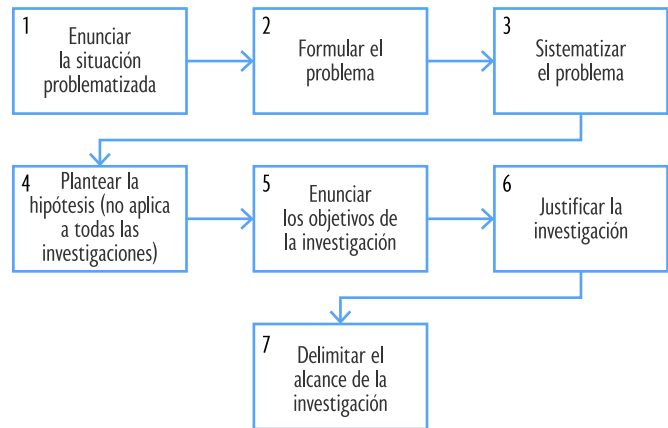 1
Enunciar
la situación
problematizada
2
Formular el
problema
3
Sistematizar
el problema
4
Plantear la
hipótesis (no aplica
a todas las
investigaciones)
5
Enunciar
los objetivos de
la investigación
6
Justificar la
investigación
7
Delimitar el
alcance de la
investigación